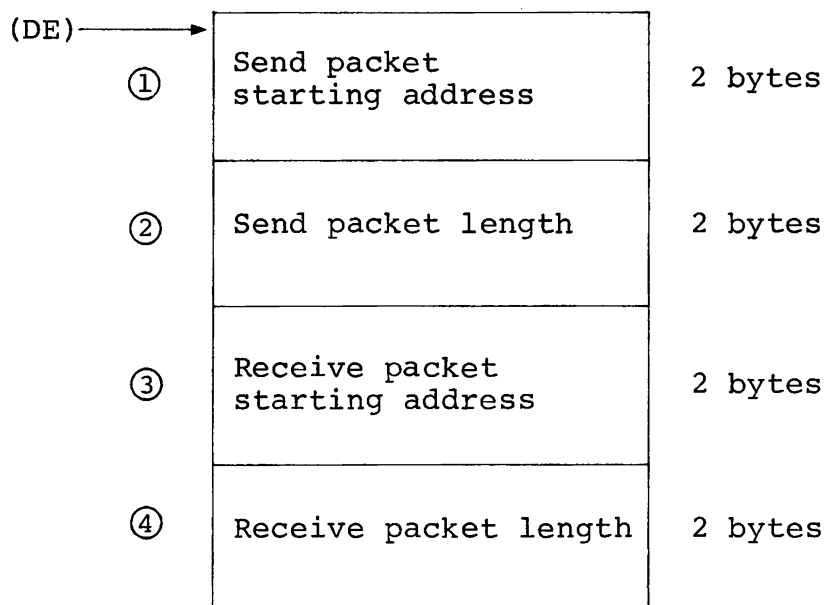 (DE)
① Send packet
starting address 2 bytes
② Send packet length 2 bytes
③ Receive packet
starting address 2 bytes
④ Receive packet length 2 bytes